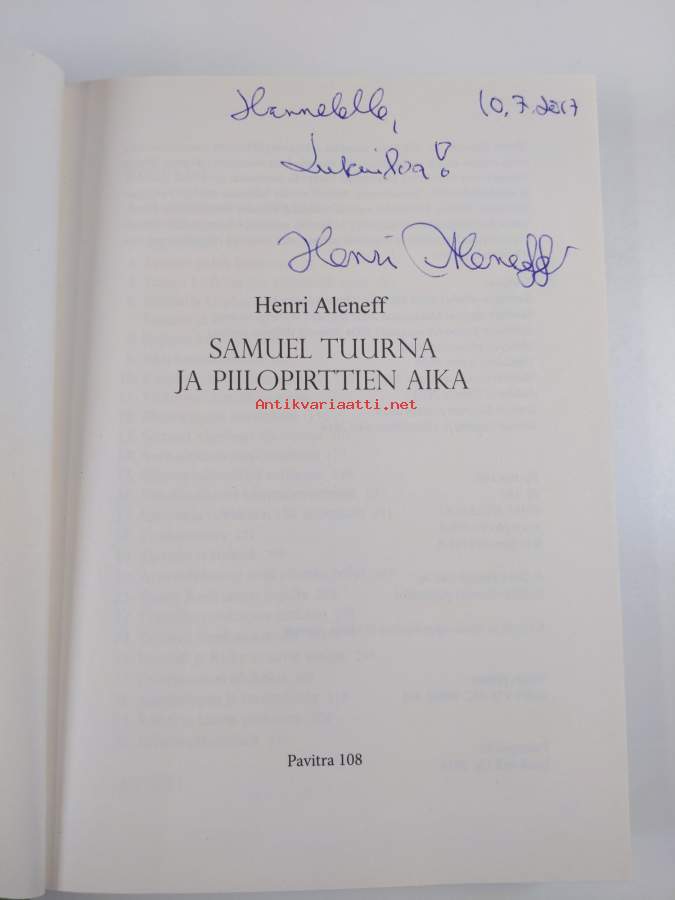 Hannelelle, 10.7.2017
Lukuiloa!
Henri Aleneff
Henri Aleneff
SAMUEL TUURNA
JA PIILOPIRTTIEN AIKA
Antikvariaatti.net
Pavitra 108